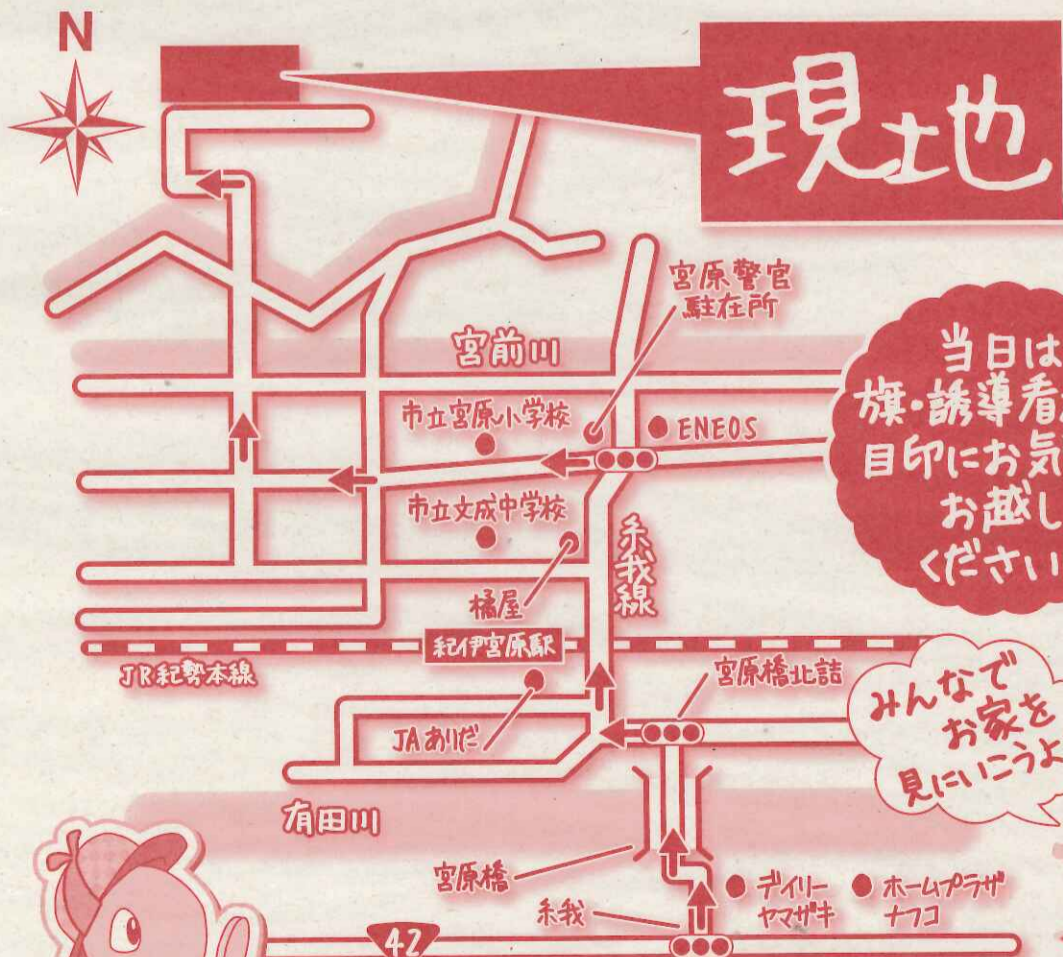 N
現地
宮原警官
駐在所
宮前川
当日は
旗・誘導看
目印にお気
お越し
ください
市立宮原小学校
ENEOS
市立文成中学校
糸我線
橘屋
紀伊宮原駅
JR紀勢本線
宮原橋北詰
みんなで
お家を
見にいこうよ
JAありだ
有田川
宮原橋
デイリー
ヤマザキ
ホームプラザ
ナフコ
糸我
42